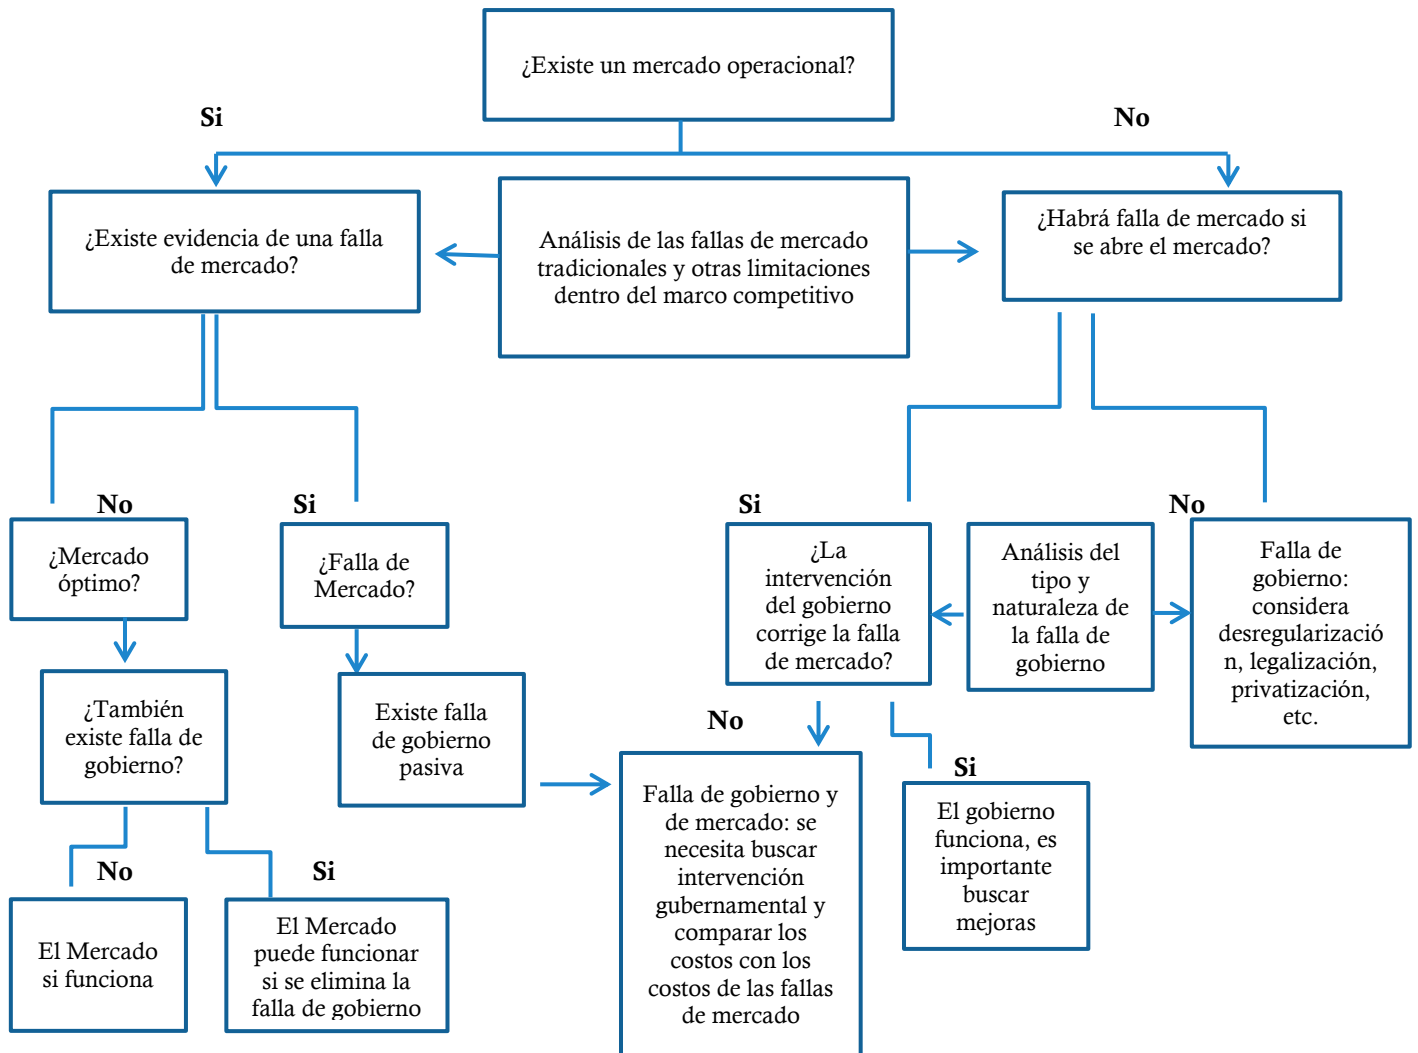 ¿Existe un mercado operacional?
Si
No
¿Existe evidencia de una falla
de mercado?
Análisis de las fallas de mercado
tradicionales y otras limitaciones
dentro del marco competitivo
¿Habrá falla de mercado si
se abre el mercado?
No
Si
Si
No
¿Mercado
óptimo?
¿Falla de
Mercado?
¿La
intervención
del gobierno
corrige la falla
de mercado?
Análisis del
tipo y
naturaleza de
la falla de
gobierno
Falla de
gobierno:
considera
desregularizació
n, legalización,
privatización,
etc.
¿También
existe falla de
gobierno?
Existe falla
de gobierno
pasiva
No
Si
Falla de gobierno y
de mercado: se
necesita buscar
intervención
gubernamental y
comparar los
costos con los
costos de las fallas
de mercado
El gobierno
funciona, es
importante
buscar
mejoras
No
Si
El Mercado
si funciona
El Mercado
puede funcionar
si se elimina la
falla de gobierno